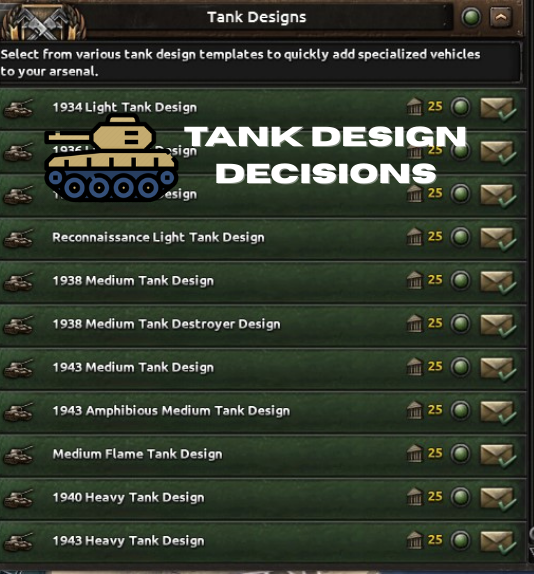 Tank Designs
Select from various tank design templates to quickly add specialized vehicles
to your arsenal.
1934 Light Tank Design 25
TANK DESIGN
DECISIONS
1936 25
25
Reconnaissance Light Tank Design 25
1938 Medium Tank Design 25
1938 Medium Tank Destroyer Design 25
1943 Medium Tank Design 25
1943 Amphibious Medium Tank Design 25
Medium Flame Tank Design 25
1940 Heavy Tank Design 25
1943 Heavy Tank Design 25